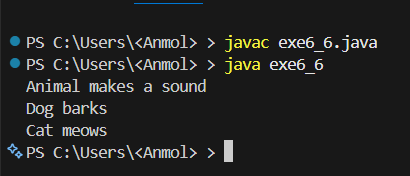 PS C:\Users\<Anmol> > javac exe6_6.java
PS C:\Users\<Anmol> > java exe6_6
Animal makes a sound
Dog barks
Cat meows
PS C:\Users\<Anmol> >